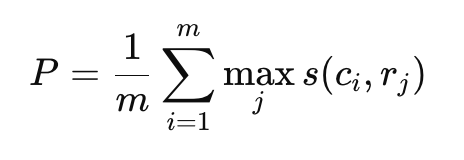 P = \frac{1}{m} \sum_{i=1}^{m} \max_{j} s(c_i, r_j)